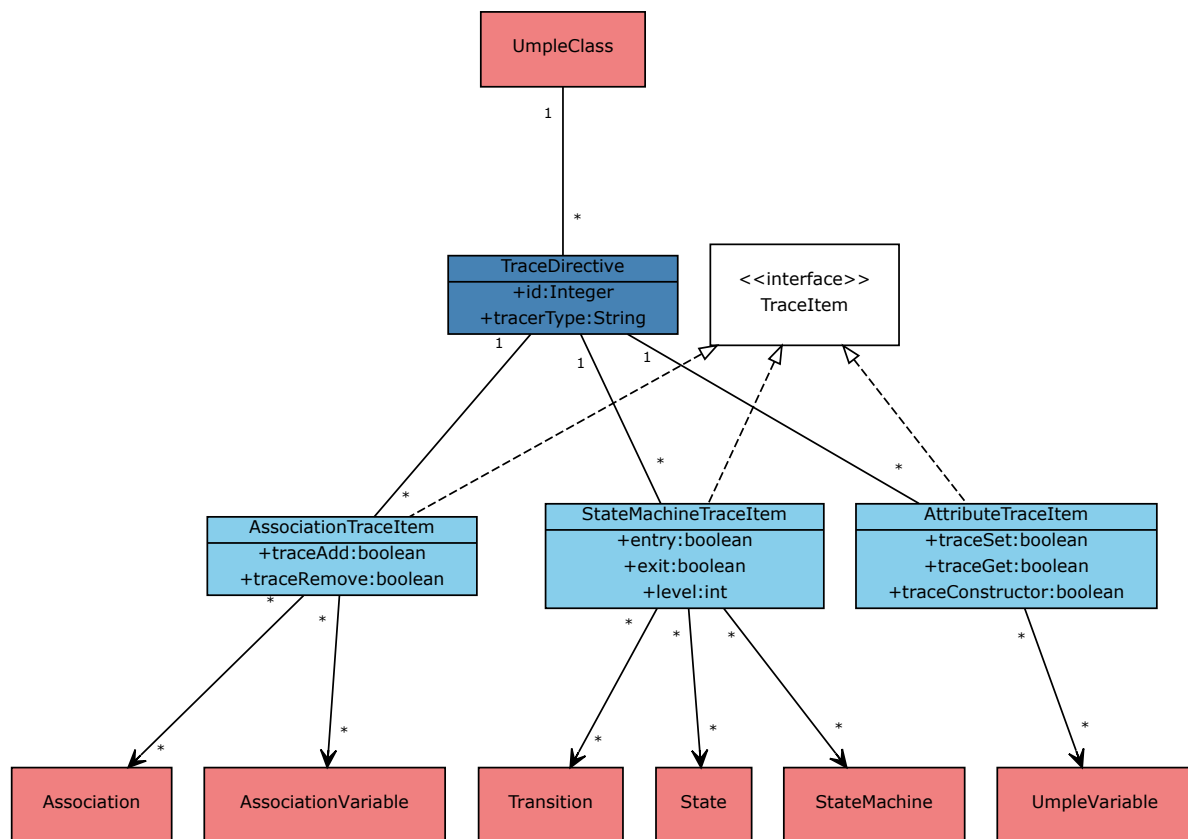 UmpleClass
1
*
TraceDirective
+id:Integer
+tracerType:String
<<interface>>
TraceItem
1
1
1
*
*
*
AssociationTraceItem
+traceAdd:boolean
+traceRemove:boolean
StateMachineTraceItem
+entry:boolean
+exit:boolean
+level:int
AttributeTraceItem
+traceSet:boolean
+traceGet:boolean
+traceConstructor:boolean
*
*
*
*
*
*
*
*
*
*
*
*
Association
AssociationVariable
Transition
State
StateMachine
UmpleVariable